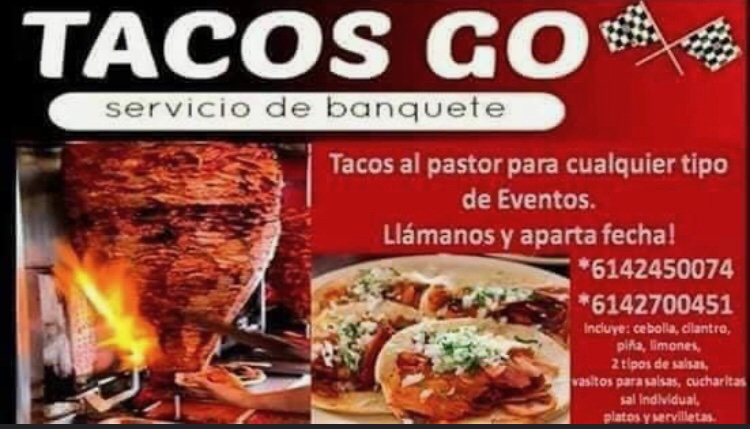 TACOS GO
servicio de banquete
Tacos al pastor para cualquier tipo
de Eventos.
Llámanos y aparta fecha!
*6142450074
*6142700451
Incluye: cebolla, cilantro,
piña, limones,
2 tipos de salsas,
vasitos para salsas, cucharitas
sal individual,
platos y servilletas.